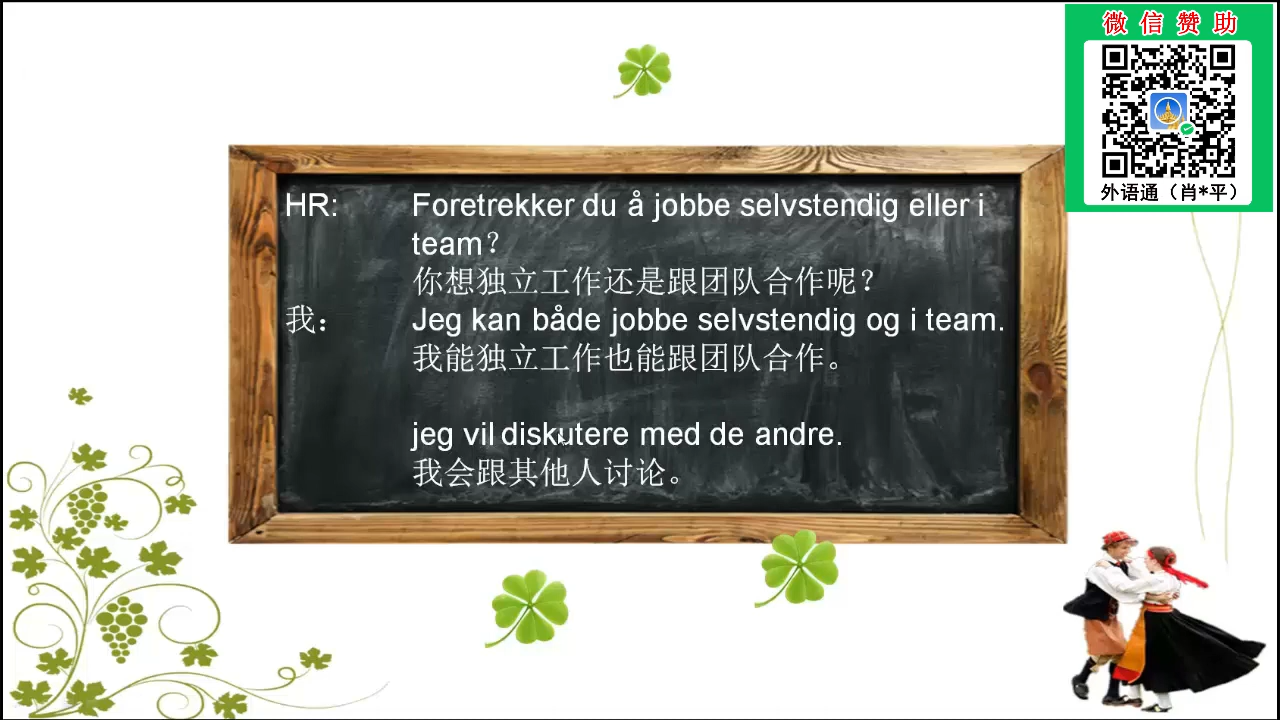 微信赞助
外语通（肖*平）
HR: Foretrekker du å jobbe selvstendig eller i
team？
你想独立工作还是跟团队合作呢？
我： Jeg kan både jobbe selvstendig og i team.
我能独立工作也能跟团队合作。
jeg vil diskutere med de andre.
我会跟其他人讨论。